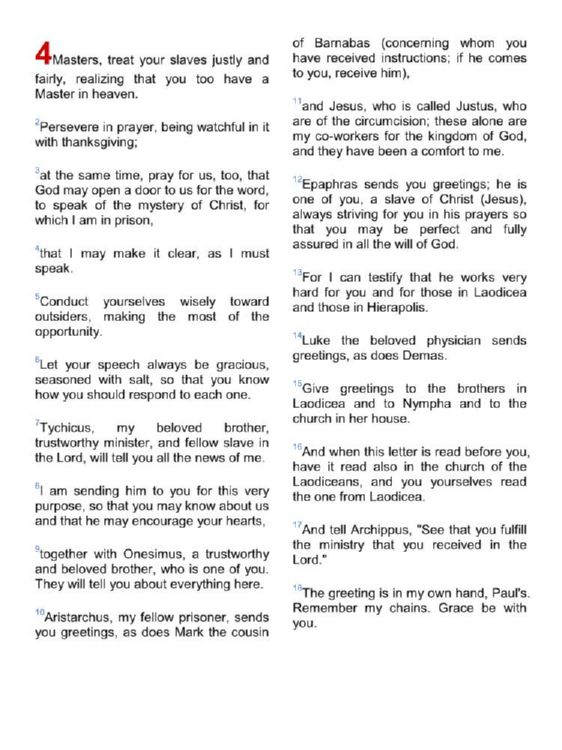 4Masters, treat your slaves justly and
fairly, realizing that you too have a
Master in heaven.
2Persevere in prayer, being watchful in it
with thanksgiving;
3at the same time, pray for us, too, that
God may open a door to us for the word,
to speak of the mystery of Christ, for
which I am in prison,
4that I may make it clear, as I must
speak.
5Conduct yourselves wisely toward
outsiders, making the most of the
opportunity.
6Let your speech always be gracious,
seasoned with salt, so that you know
how you should respond to each one.
7Tychicus, my beloved brother,
trustworthy minister, and fellow slave in
the Lord, will tell you all the news of me.
8I am sending him to you for this very
purpose, so that you may know about us
and that he may encourage your hearts,
9together with Onesimus, a trustworthy
and beloved brother, who is one of you.
They will tell you about everything here.
10Aristarchus, my fellow prisoner, sends
you greetings, as does Mark the cousin
of Barnabas (concerning whom you
have received instructions; if he comes
to you, receive him),
11and Jesus, who is called Justus, who
are of the circumcision; these alone are
my co-workers for the kingdom of God,
and they have been a comfort to me.
12Epaphras sends you greetings; he is
one of you, a slave of Christ (Jesus),
always striving for you in his prayers so
that you may be perfect and fully
assured in all the will of God.
13For I can testify that he works very
hard for you and for those in Laodicea
and those in Hierapolis.
14Luke the beloved physician sends
greetings, as does Demas.
15Give greetings to the brothers in
Laodicea and to Nympha and to the
church in her house.
16And when this letter is read before you,
have it read also in the church of the
Laodiceans, and you yourselves read
the one from Laodicea.
17And tell Archippus, "See that you fulfill
the ministry that you received in the
Lord."
18The greeting is in my own hand, Paul's.
Remember my chains. Grace be with
you.